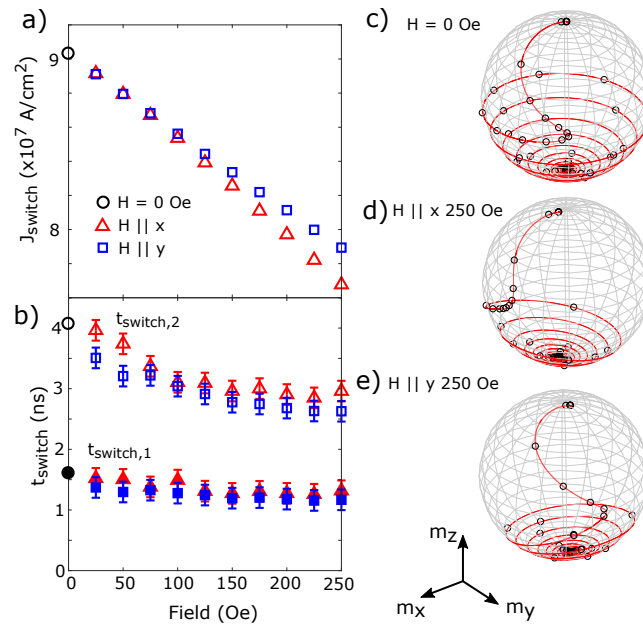 a)
9
8
J_switch (x10^7 A/cm^2)
H = 0 Oe
H || x
H || y
b)
t_switch,2
t_switch,1
4
3
2
1
0
t_switch (ns)
0 50 100 150 200 250
Field (Oe)
c) H = 0 Oe
d) H || x 250 Oe
e) H || y 250 Oe
m_z
m_x
m_y